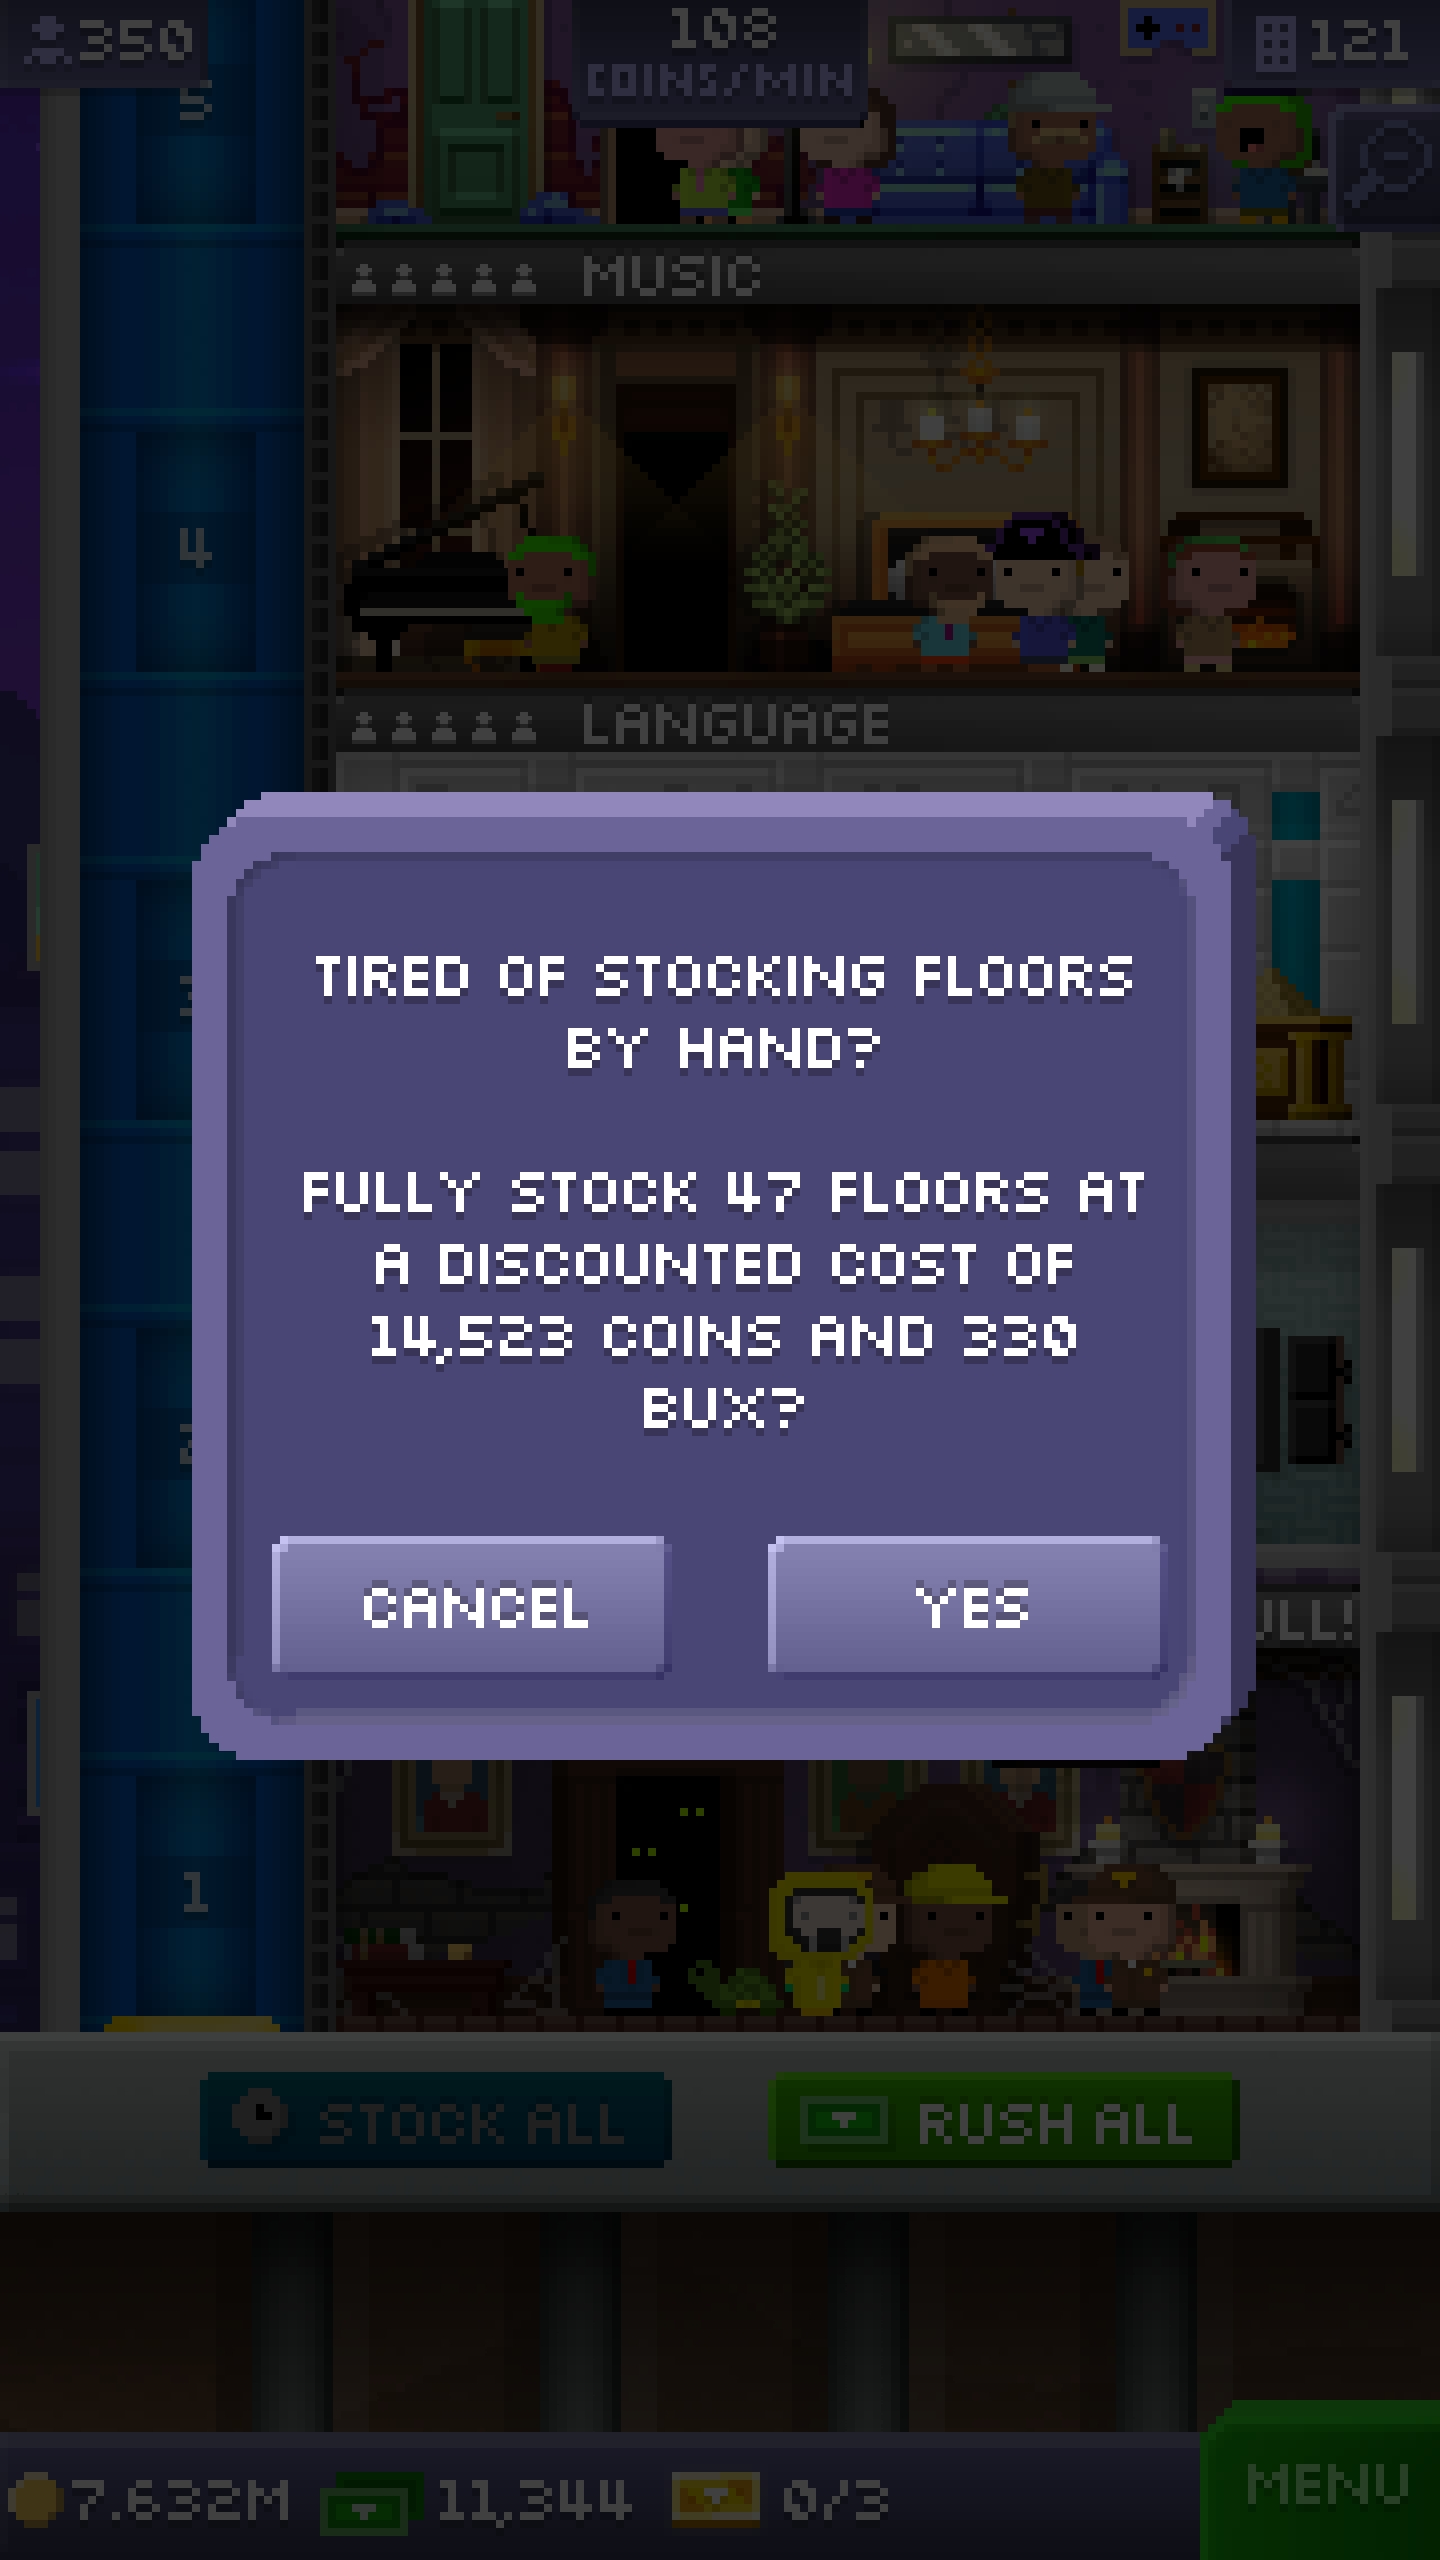 350
108
COINS/MIN
121
5
MUSIC
4
LANGUAGE
TIRED OF STOCKING FLOORS
BY HAND?
FULLY STOCK 47 FLOORS AT
A DISCOUNTED COST OF
14,523 COINS AND 330
BUX?
CANCEL
YES
1
STOCK ALL
RUSH ALL
7.632M
11,344
0/3
MENU